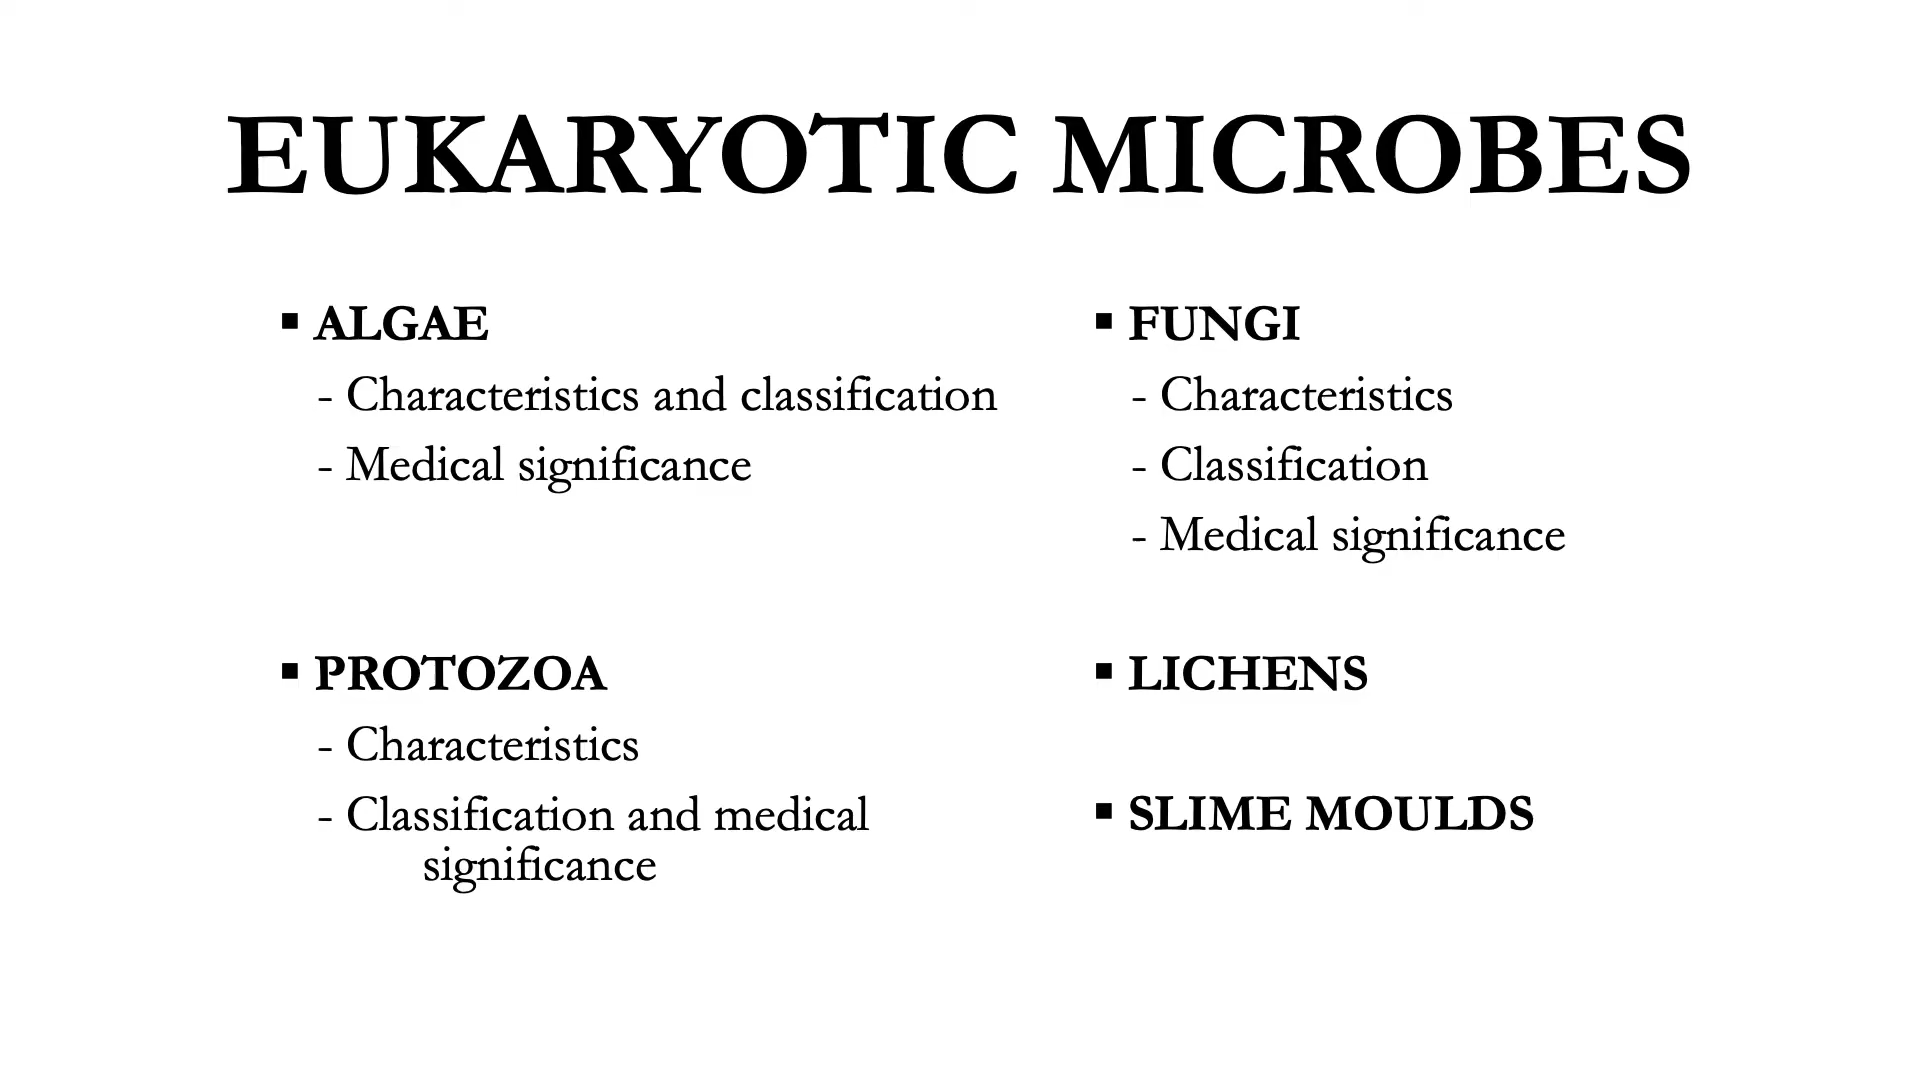 EUKARYOTIC MICROBES
▪ ALGAE
- Characteristics and classification
- Medical significance
▪ PROTOZOA
- Characteristics
- Classification and medical
significance
▪ FUNGI
- Characteristics
- Classification
- Medical significance
▪ LICHENS
▪ SLIME MOULDS